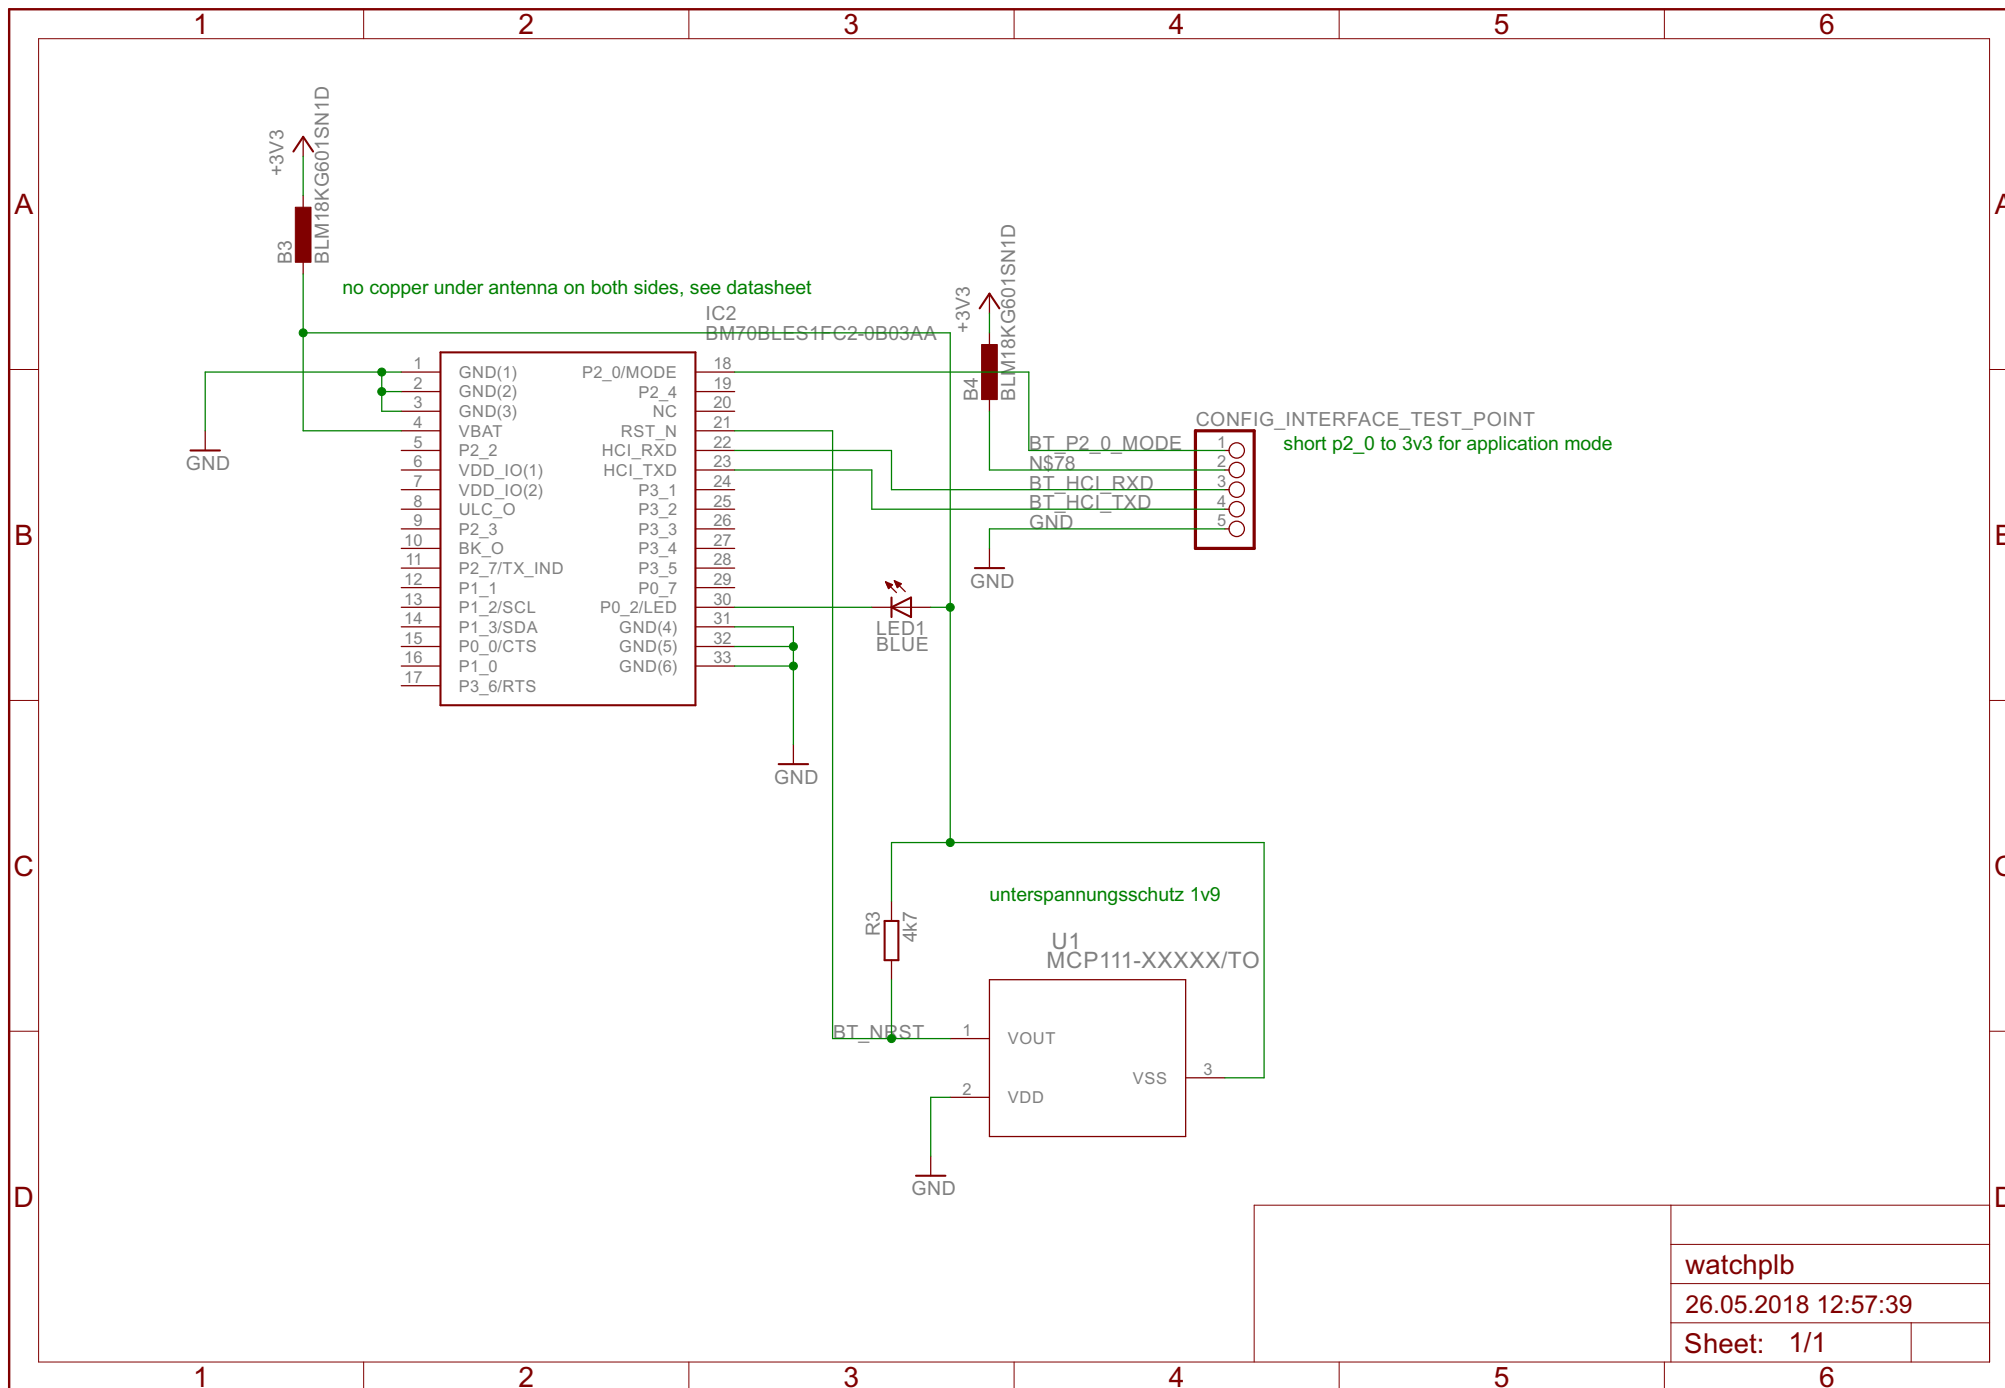 1 2 3 4 5 6
+3V3
BLM18KG601SN1D
B3
A
A
no copper under antenna on both sides, see datasheet
IC2
BM70BLES1FC2-0B03AA
+3V3
BLM18KG601SN1D
B4
1 GND(1) P2_0/MODE 18
2 GND(2) P2_4 19
3 GND(3) NC 20
4 VBAT RST_N 21
5 P2_2 HCI_RXD 22
6 VDD_IO(1) HCI_TXD 23
7 VDD_IO(2) P3_1 24
8 ULC_O P3_2 25
9 P2_3 P3_3 26
10 BK_O P3_4 27
11 P2_7/TX_IND P3_5 28
12 P1_1 P0_7 29
13 P1_2/SCL P0_2/LED 30
14 P1_3/SDA GND(4) 31
15 P0_0/CTS GND(5) 32
16 P1_0 GND(6) 33
17 P3_6/RTS
GND
CONFIG_INTERFACE_TEST_POINT
short p2_0 to 3v3 for application mode
BT_P2_0_MODE 1
N$78 2
BT_HCI_RXD 3
BT_HCI_TXD 4
GND 5
GND
B
B
LED1
BLUE
GND
C
C
unterspannungsschutz 1v9
R3
4k7
U1
MCP111-XXXXX/TO
BT_NRST 1 VOUT
VSS 3
2 VDD
GND
D
D
watchplb
26.05.2018 12:57:39
Sheet: 1/1
1 2 3 4 5 6